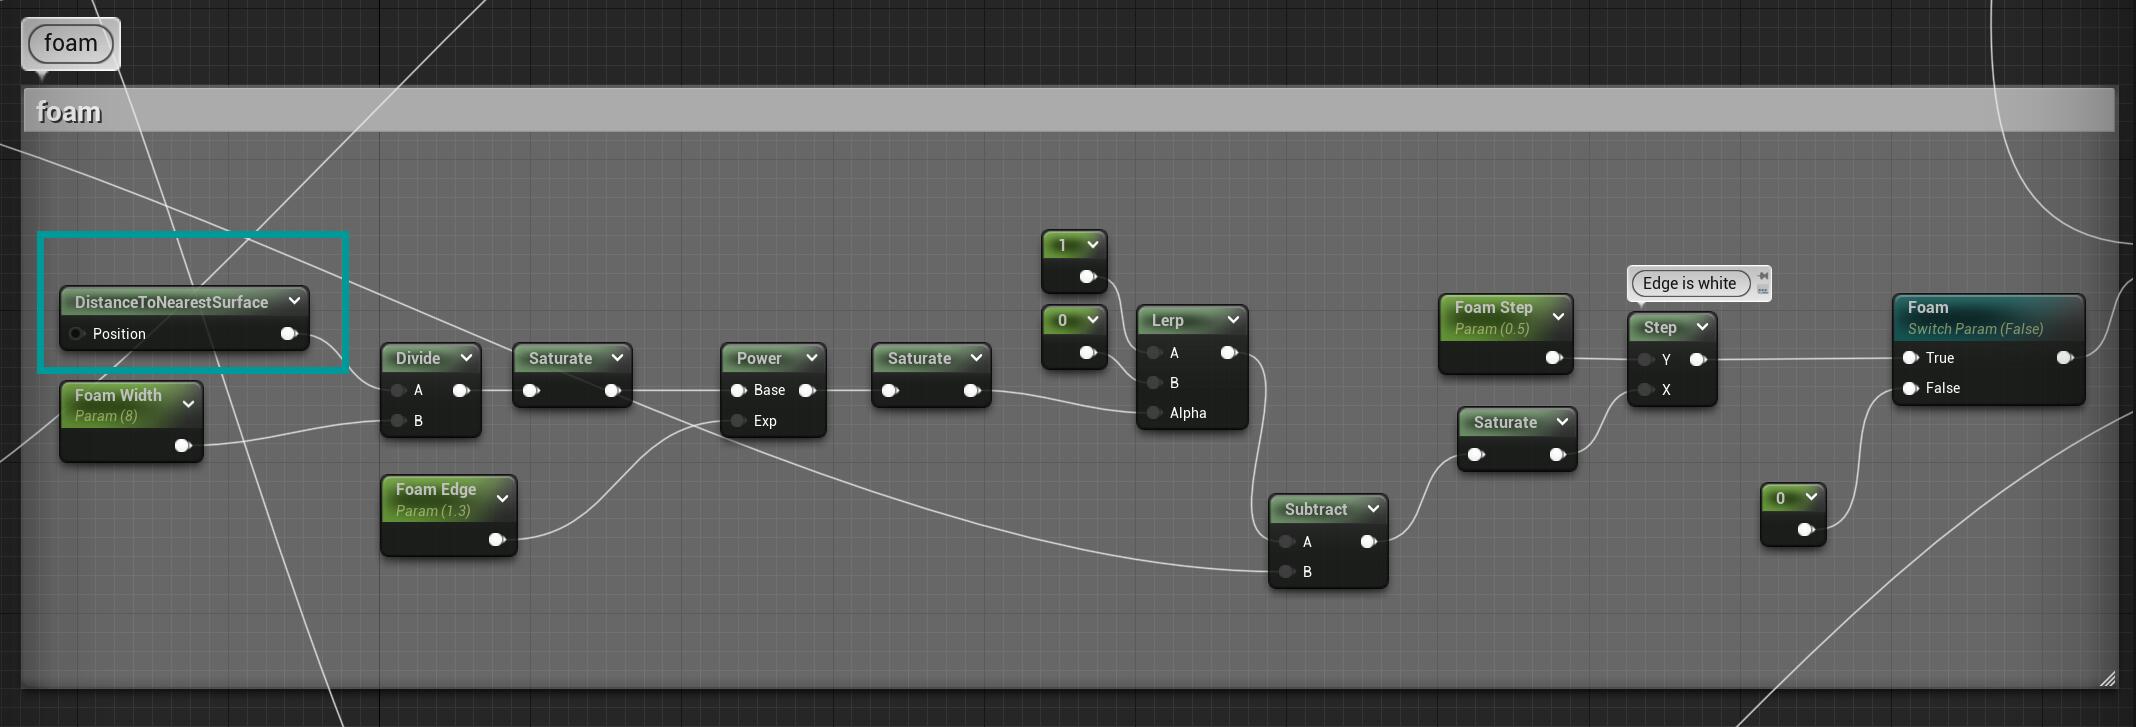 foam
foam
DistanceToNearestSurface
Position
Foam Width
Param (8)
Divide
A
B
Saturate
Foam Edge
Param (1.3)
Power
Base
Exp
Saturate
1
0
Lerp
A
B
Alpha
Subtract
A
B
Foam Step
Param (0.5)
Saturate
Edge is white
Step
Y
X
0
Foam
Switch Param (False)
True
False